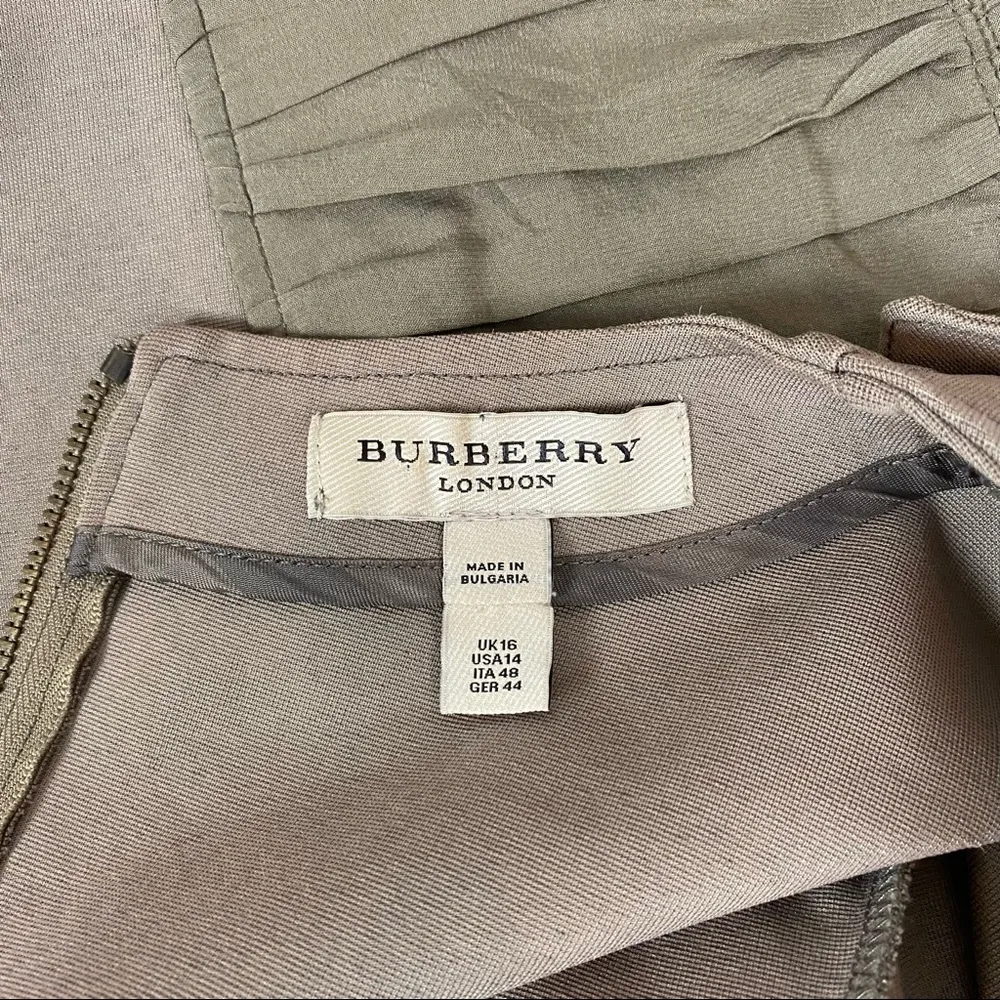 BURBERRY
LONDON
MADE IN
BULGARIA
UK16
USA14
ITA 48
GER 44